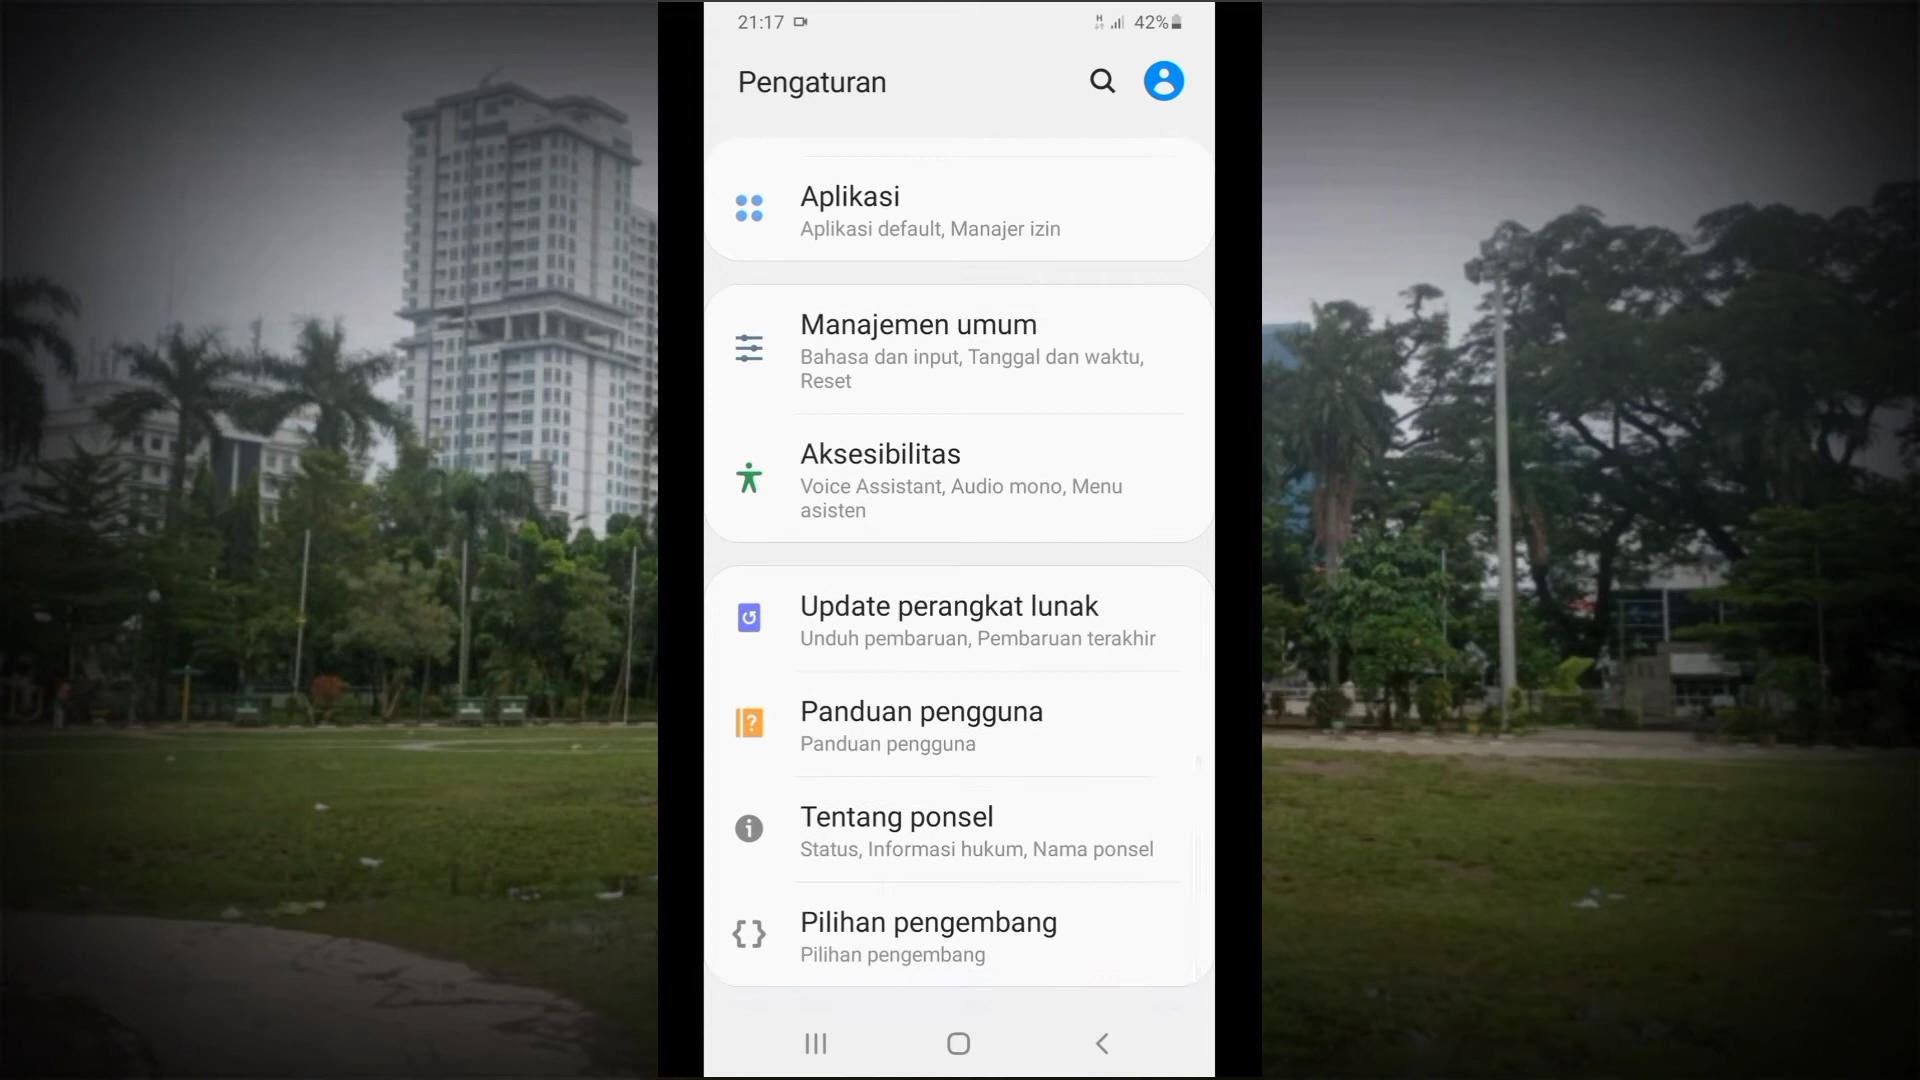 21:17
H
42%
Pengaturan
Aplikasi
Aplikasi default, Manajer izin
Manajemen umum
Bahasa dan input, Tanggal dan waktu,
Reset
Aksesibilitas
Voice Assistant, Audio mono, Menu
asisten
Update perangkat lunak
Unduh pembaruan, Pembaruan terakhir
Panduan pengguna
Panduan pengguna
Tentang ponsel
Status, Informasi hukum, Nama ponsel
Pilihan pengembang
Pilihan pengembang